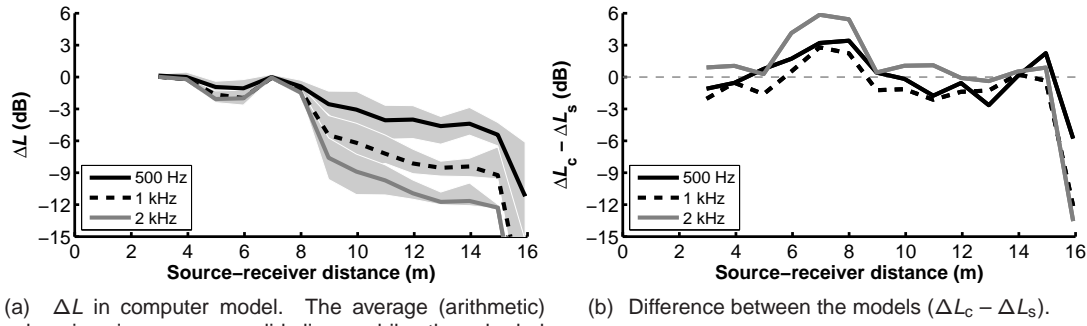 6
3
0
−3
−6
−9
−12
−15
ΔL (dB)
500 Hz
1 kHz
2 kHz
0 2 4 6 8 10 12 14 16
Source−receiver distance (m)
6
3
0
−3
−6
−9
−12
−15
ΔLc − ΔLs (dB)
500 Hz
1 kHz
2 kHz
0 2 4 6 8 10 12 14 16
Source−receiver distance (m)
(a) ΔL in computer model. The average (arithmetic)
(b) Difference between the models (ΔLc − ΔLs).